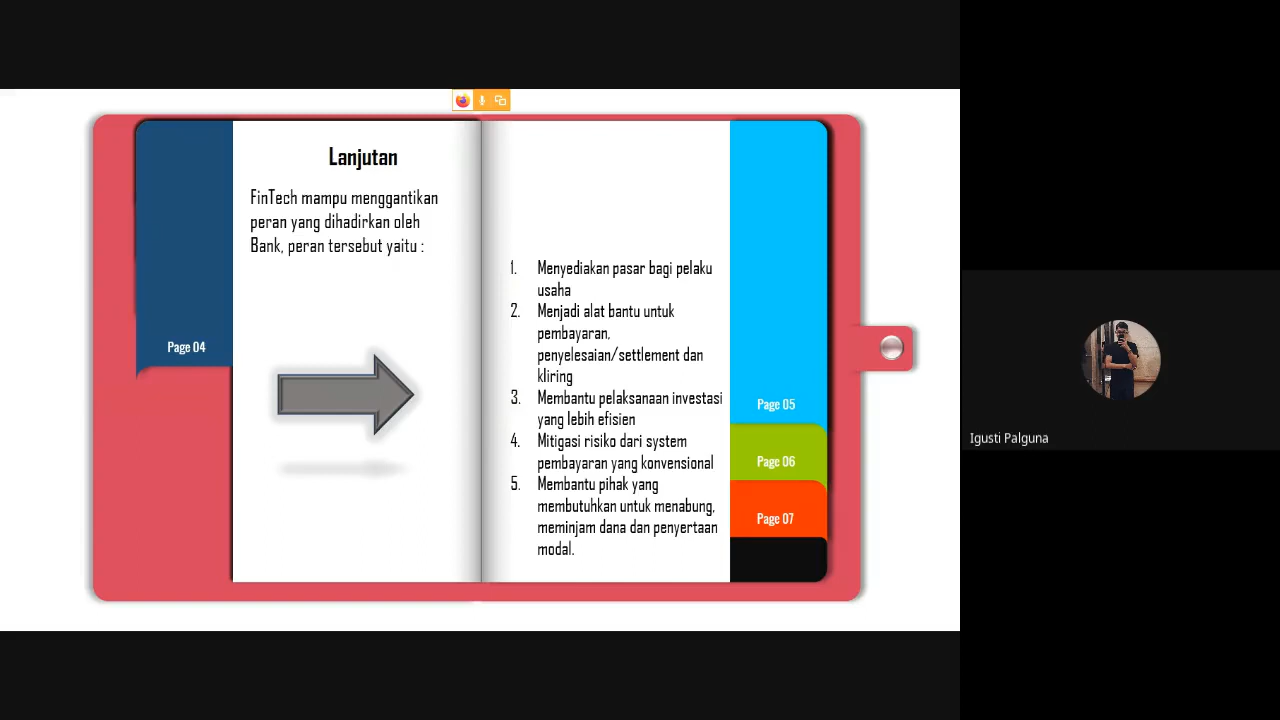 Lanjutan
FinTech mampu menggantikan
peran yang dihadirkan oleh
Bank, peran tersebut yaitu :
Page 04
1. Menyediakan pasar bagi pelaku
usaha
2. Menjadi alat bantu untuk
pembayaran,
penyelesaian/settlement dan
kliring
3. Membantu pelaksanaan investasi
yang lebih efisien
4. Mitigasi risiko dari system
pembayaran yang konvensional
5. Membantu pihak yang
membutuhkan untuk menabung,
meminjam dana dan penyertaan
modal.
Page 05
Page 06
Page 07
Igusti Palguna